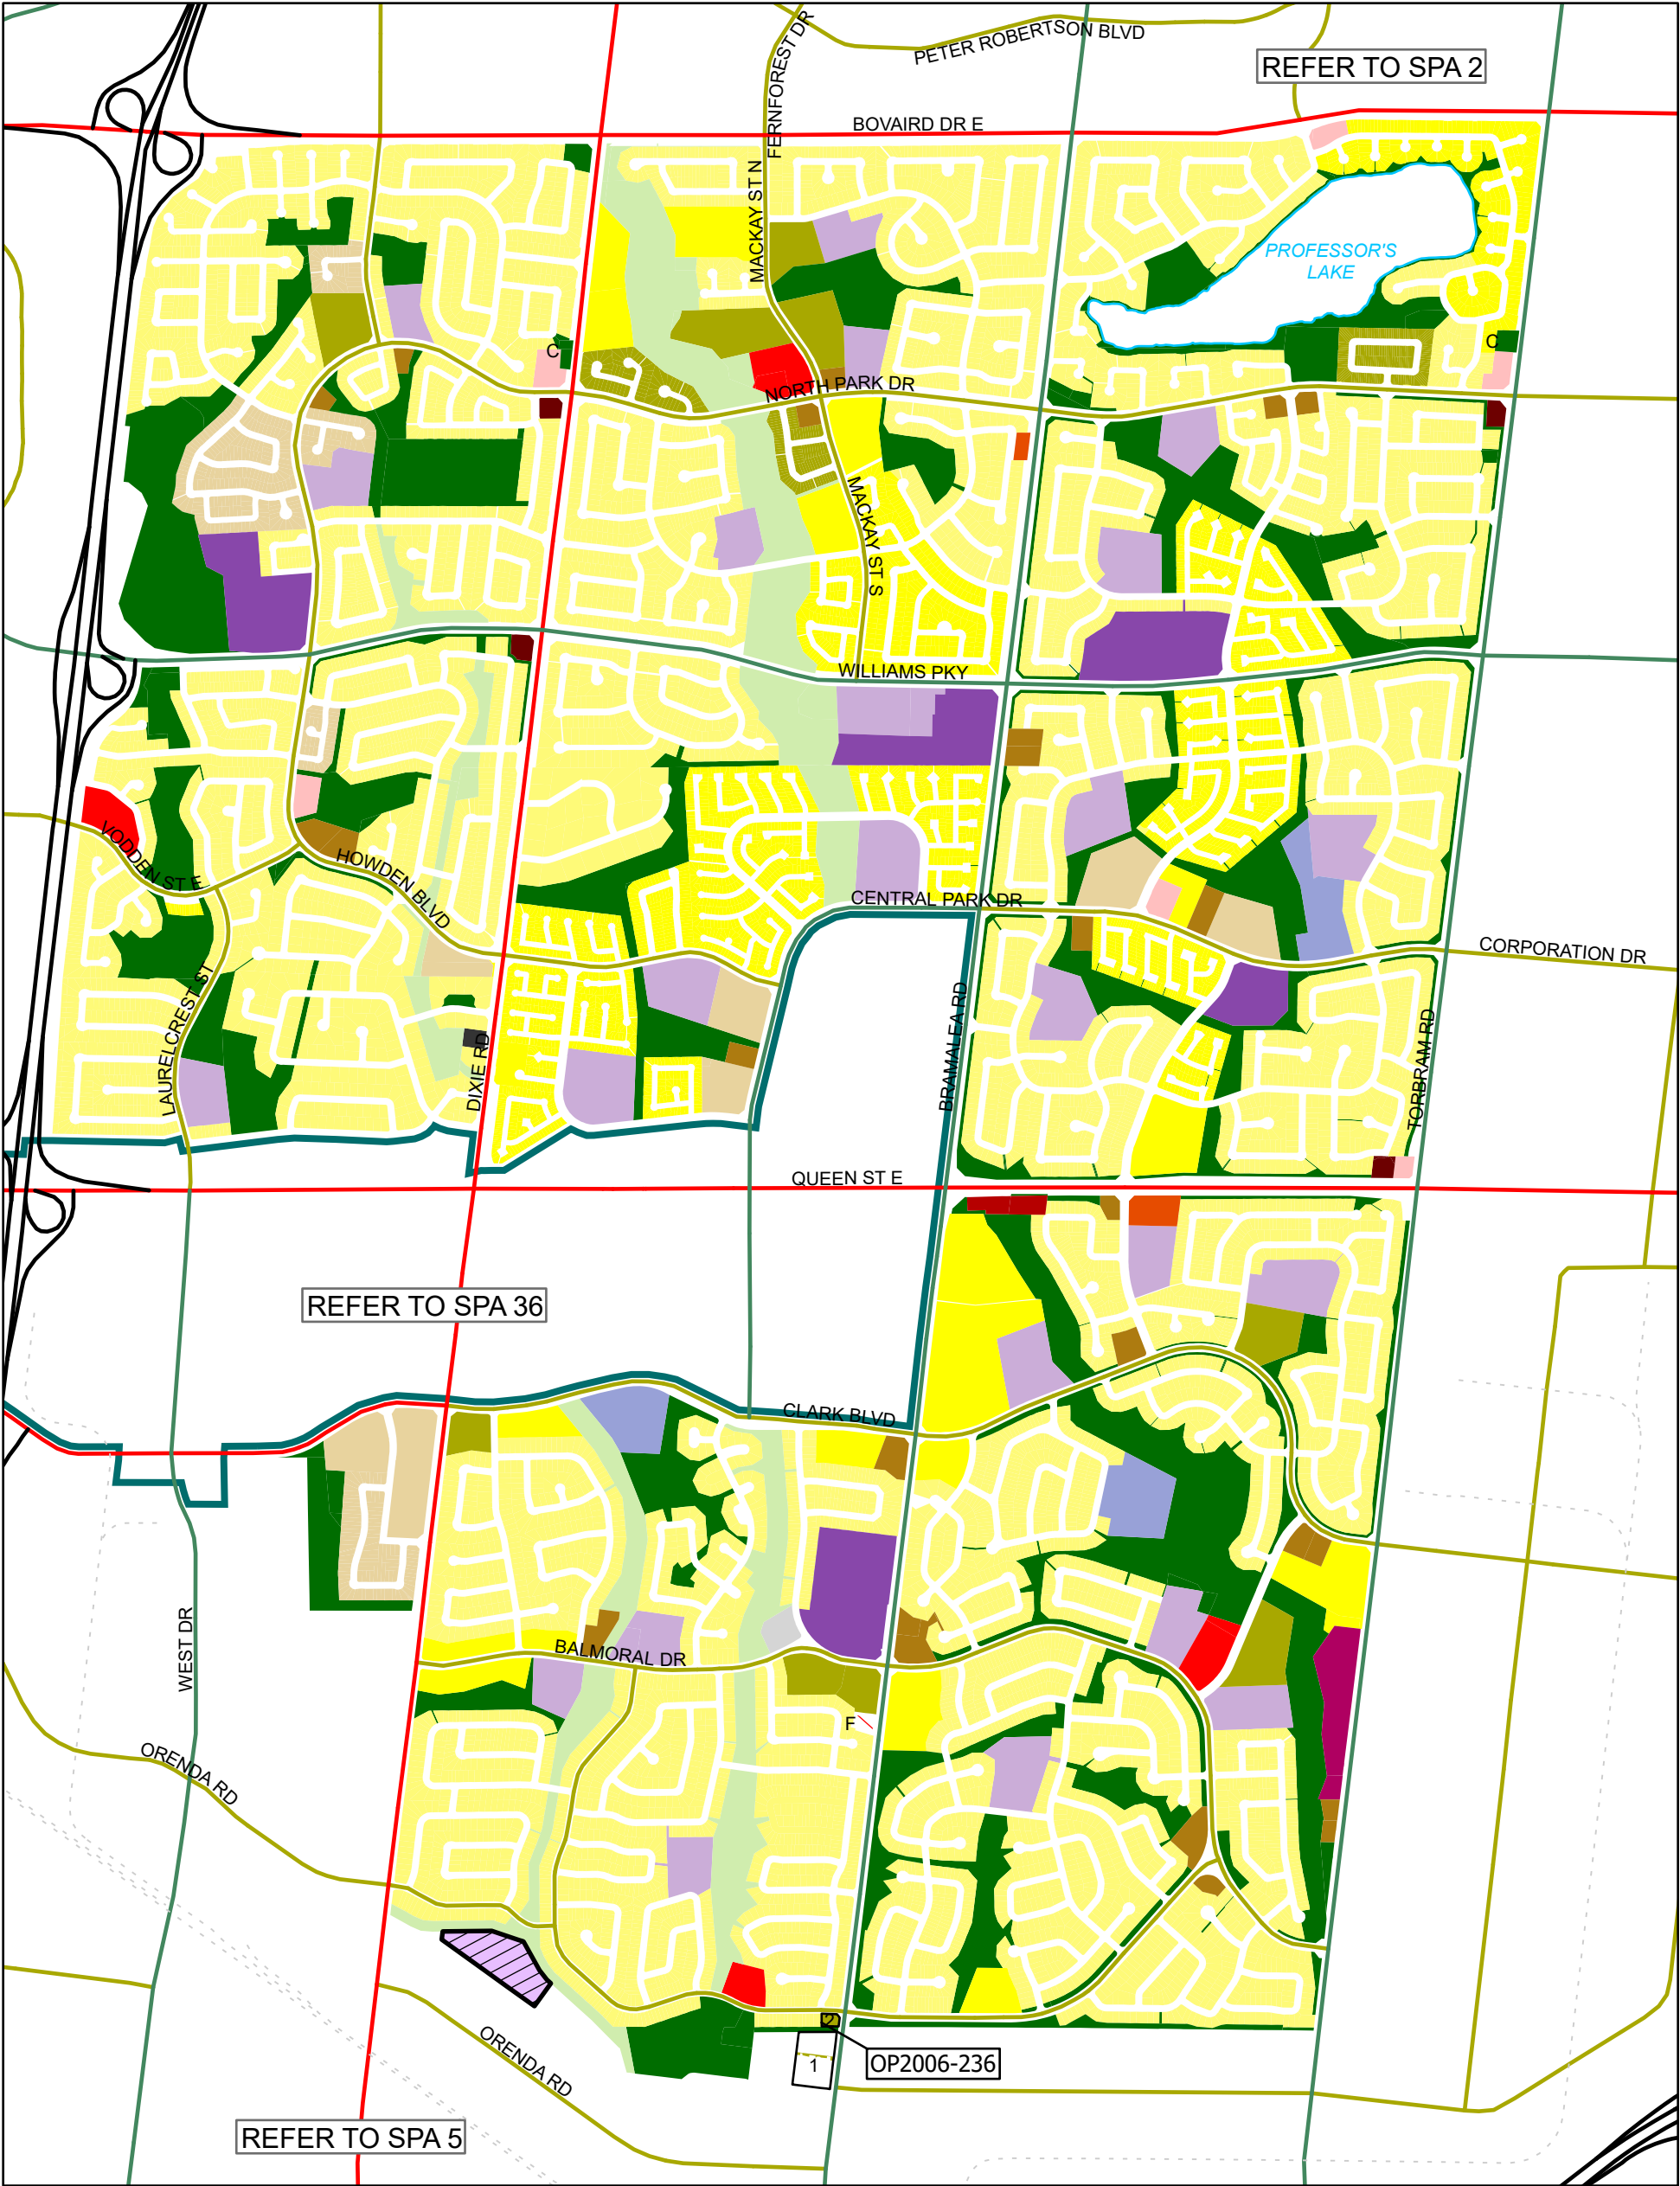 FERNFOREST DR
PETER ROBERTSON BLVD
REFER TO SPA 2
BOVAIRD DR E
MACKAY ST N
PROFESSOR'S
LAKE
C
C
NORTH PARK DR
MACKAY ST S
WILLIAMS PKY
VODDEN ST E
HOWDEN BLVD
CENTRAL PARK DR
CORPORATION DR
LAURELCREST ST
DIXIE RD
BRAMALEA RD
TORBRAM RD
QUEEN ST E
REFER TO SPA 36
CLARK BLVD
WEST DR
BALMORAL DR
F
ORENDA RD
ORENDA RD
2
1
OP2006-236
REFER TO SPA 5